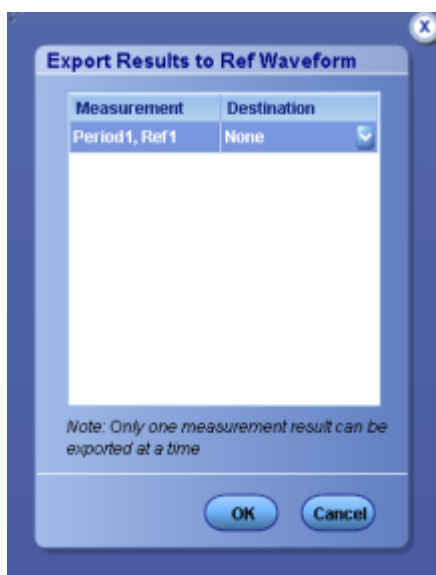 X
Export Results to Ref Waveform
Measurement Destination
Period1, Ref1 None
Note: Only one measurement result can be
exported at a time
OK Cancel